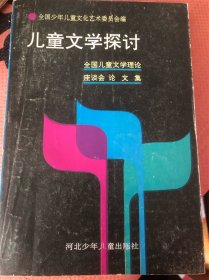 全国少年儿童文化艺术委员会编
儿童文学探讨
全国儿童文学理论
座谈会论文集
河北少年儿童出版社